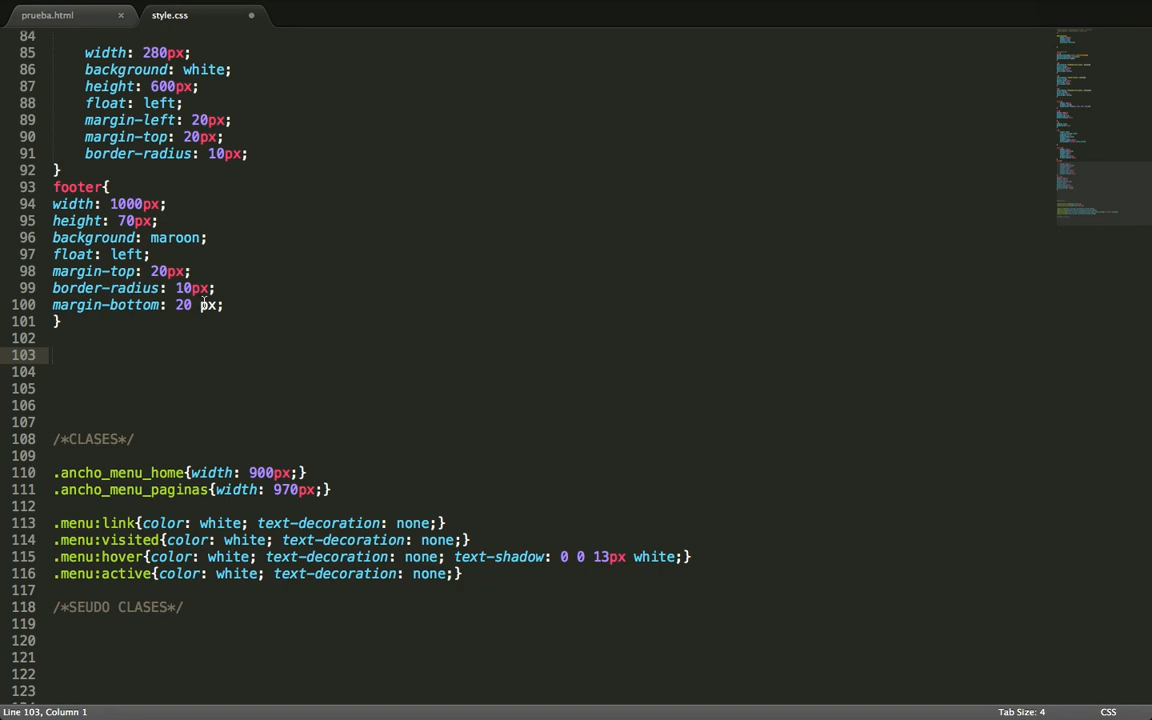 prueba.html × style.css
84
85 width: 280px;
86 background: white;
87 height: 600px;
88 float: left;
89 margin-left: 20px;
90 margin-top: 20px;
91 border-radius: 10px;
92 }
93 footer{
94 width: 1000px;
95 height: 70px;
96 background: maroon;
97 float: left;
98 margin-top: 20px;
99 border-radius: 10px;
100 margin-bottom: 20 px;
101 }
102
103
104
105
106
107
108 /*CLASES*/
109
110 .ancho_menu_home{width: 900px;}
111 .ancho_menu_paginas{width: 970px;}
112
113 .menu:link{color: white; text-decoration: none;}
114 .menu:visited{color: white; text-decoration: none;}
115 .menu:hover{color: white; text-decoration: none; text-shadow: 0 0 13px white;}
116 .menu:active{color: white; text-decoration: none;}
117
118 /*SEUDO CLASES*/
119
120
121
122
123
Line 103, Column 1 Tab Size: 4 CSS